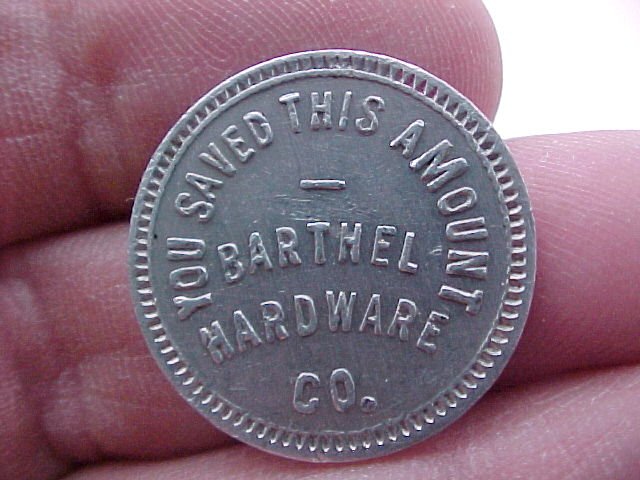 YOU SAVED THIS AMOUNT
—
BARTHEL
HARDWARE
CO.